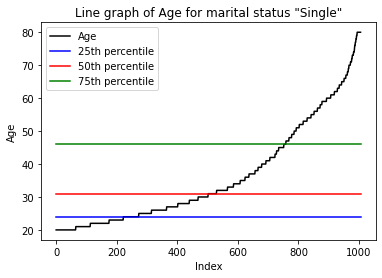 Line graph of Age for marital status "Single"
Age
25th percentile
50th percentile
75th percentile
80
70
60
50
40
30
20
Age
0 200 400 600 800 1000
Index